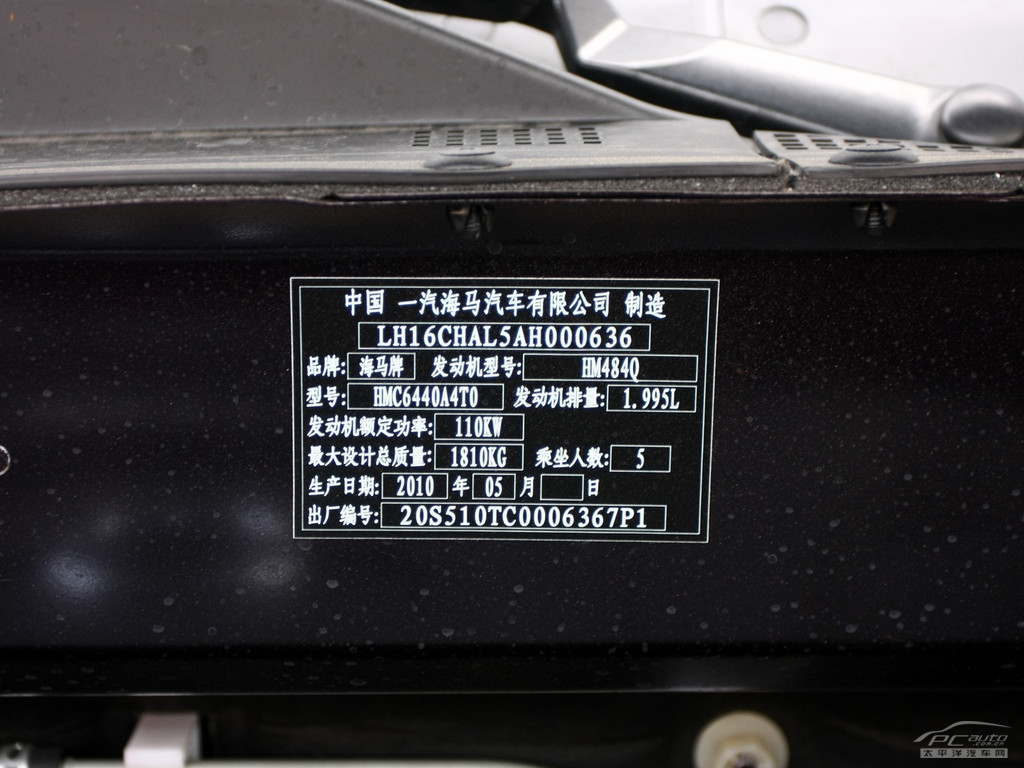 中国 一汽海马汽车有限公司 制造
LH16CHAL5AH000636
品牌: 海马牌 发动机型号: HM484Q
型号: HMC6440A4T0 发动机排量: 1.995L
发动机额定功率: 110KW
最大设计总质量: 1810KG 乘坐人数: 5
生产日期: 2010 年 05 月 日
出厂编号: 20S510TC0006367P1
PCauto
.com.cn
太平洋汽车网